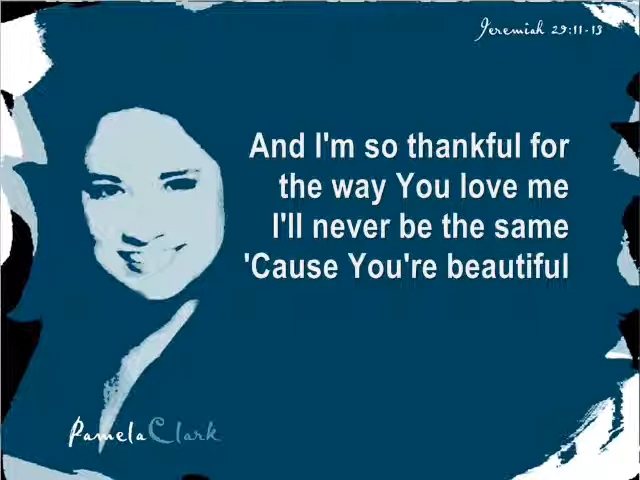 Jeremiah 29:11-13
And I'm so thankful for
the way You love me
I'll never be the same
'Cause You're beautiful
PamelaClark